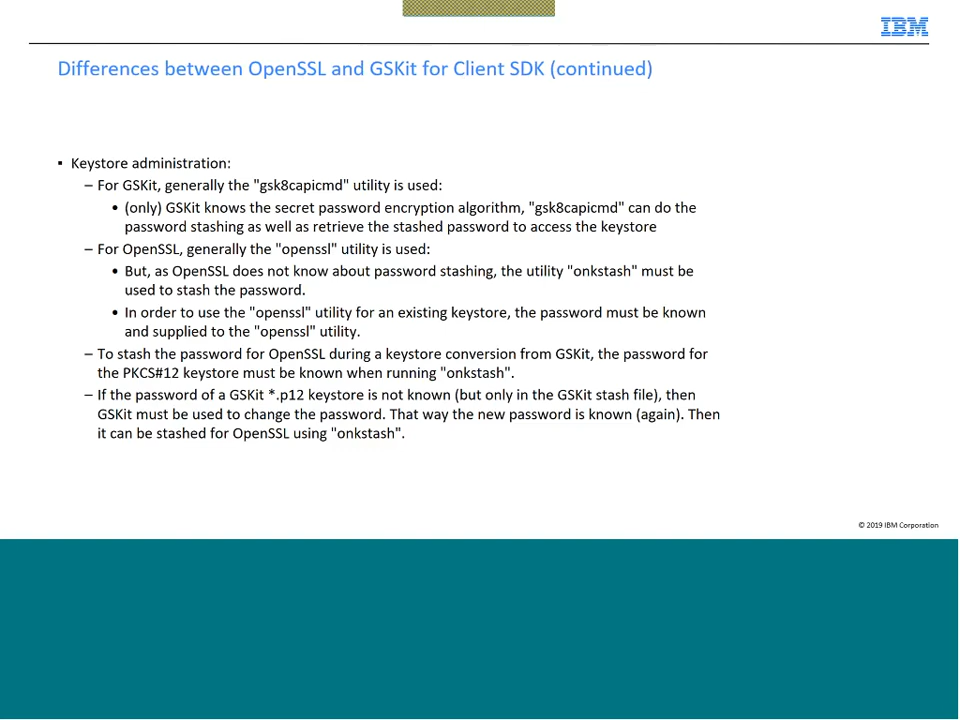 IBM
Differences between OpenSSL and GSKit for Client SDK (continued)
▪ Keystore administration:
– For GSKit, generally the "gsk8capicmd" utility is used:
• (only) GSKit knows the secret password encryption algorithm, "gsk8capicmd" can do the
password stashing as well as retrieve the stashed password to access the keystore
– For OpenSSL, generally the "openssl" utility is used:
• But, as OpenSSL does not know about password stashing, the utility "onkstash" must be
used to stash the password.
• In order to use the "openssl" utility for an existing keystore, the password must be known
and supplied to the "openssl" utility.
– To stash the password for OpenSSL during a keystore conversion from GSKit, the password for
the PKCS#12 keystore must be known when running "onkstash".
– If the password of a GSKit *.p12 keystore is not known (but only in the GSKit stash file), then
GSKit must be used to change the password. That way the new password is known (again). Then
it can be stashed for OpenSSL using "onkstash".
© 2019 IBM Corporation